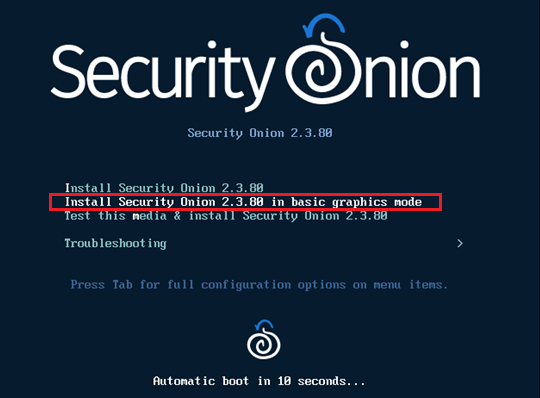 Security Onion
Security Onion 2.3.80
Install Security Onion 2.3.80
Install Security Onion 2.3.80 in basic graphics mode
Test this media & install Security Onion 2.3.80
Troubleshooting >
Press Tab for full configuration options on menu items.
Automatic boot in 10 seconds...